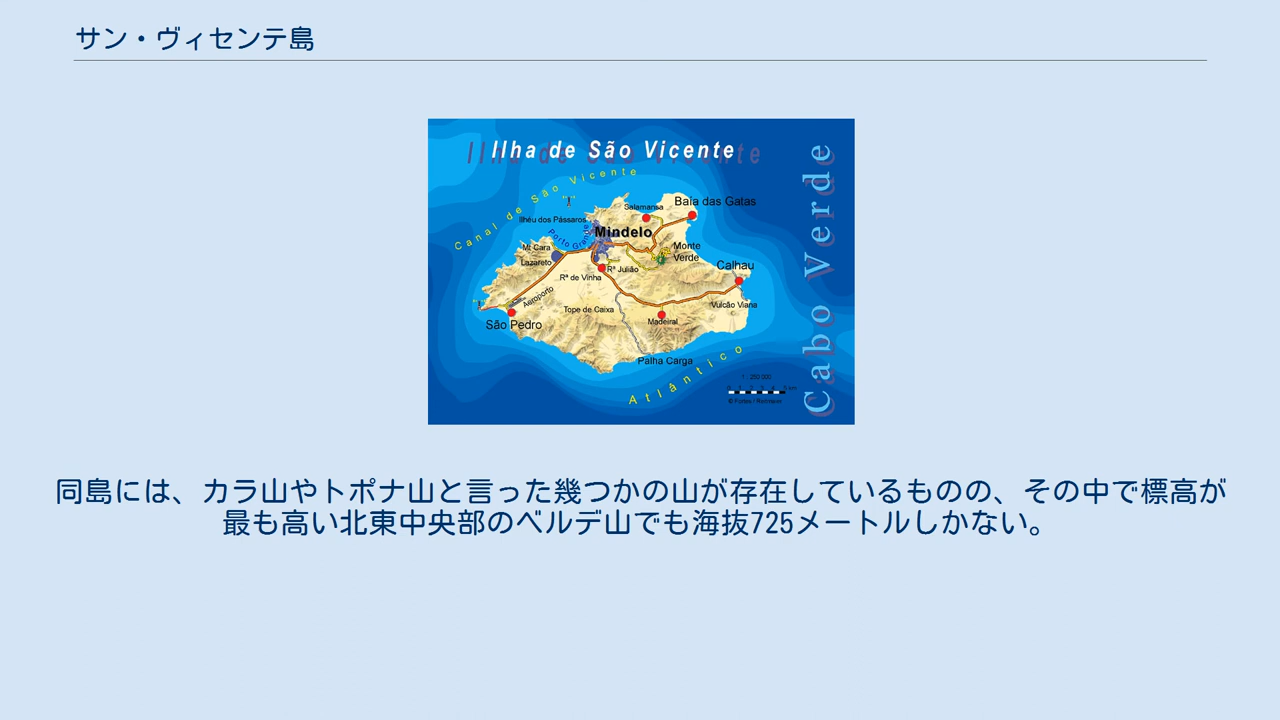 サン・ヴィセンテ島
Ilha de São Vicente
Canal de São Vicente
Cabo Verde
Salamansa
Baía das Gatas
Ilhéu dos Pássaros
Porto Grande
Mindelo
Mt Cara
Lazareto
Monte
Verde
Rª Julião
Rª de Vinha
Calhau
Aeroporto
Vulcão Viana
Tope de Caixa
São Pedro
Madeiral
Palha Carga
Atlântico
1 : 250 000
同島には、カラ山やトポナ山と言った幾つかの山が存在しているものの、その中で標高が
最も高い北東中央部のベルデ山でも海抜725メートルしかない。